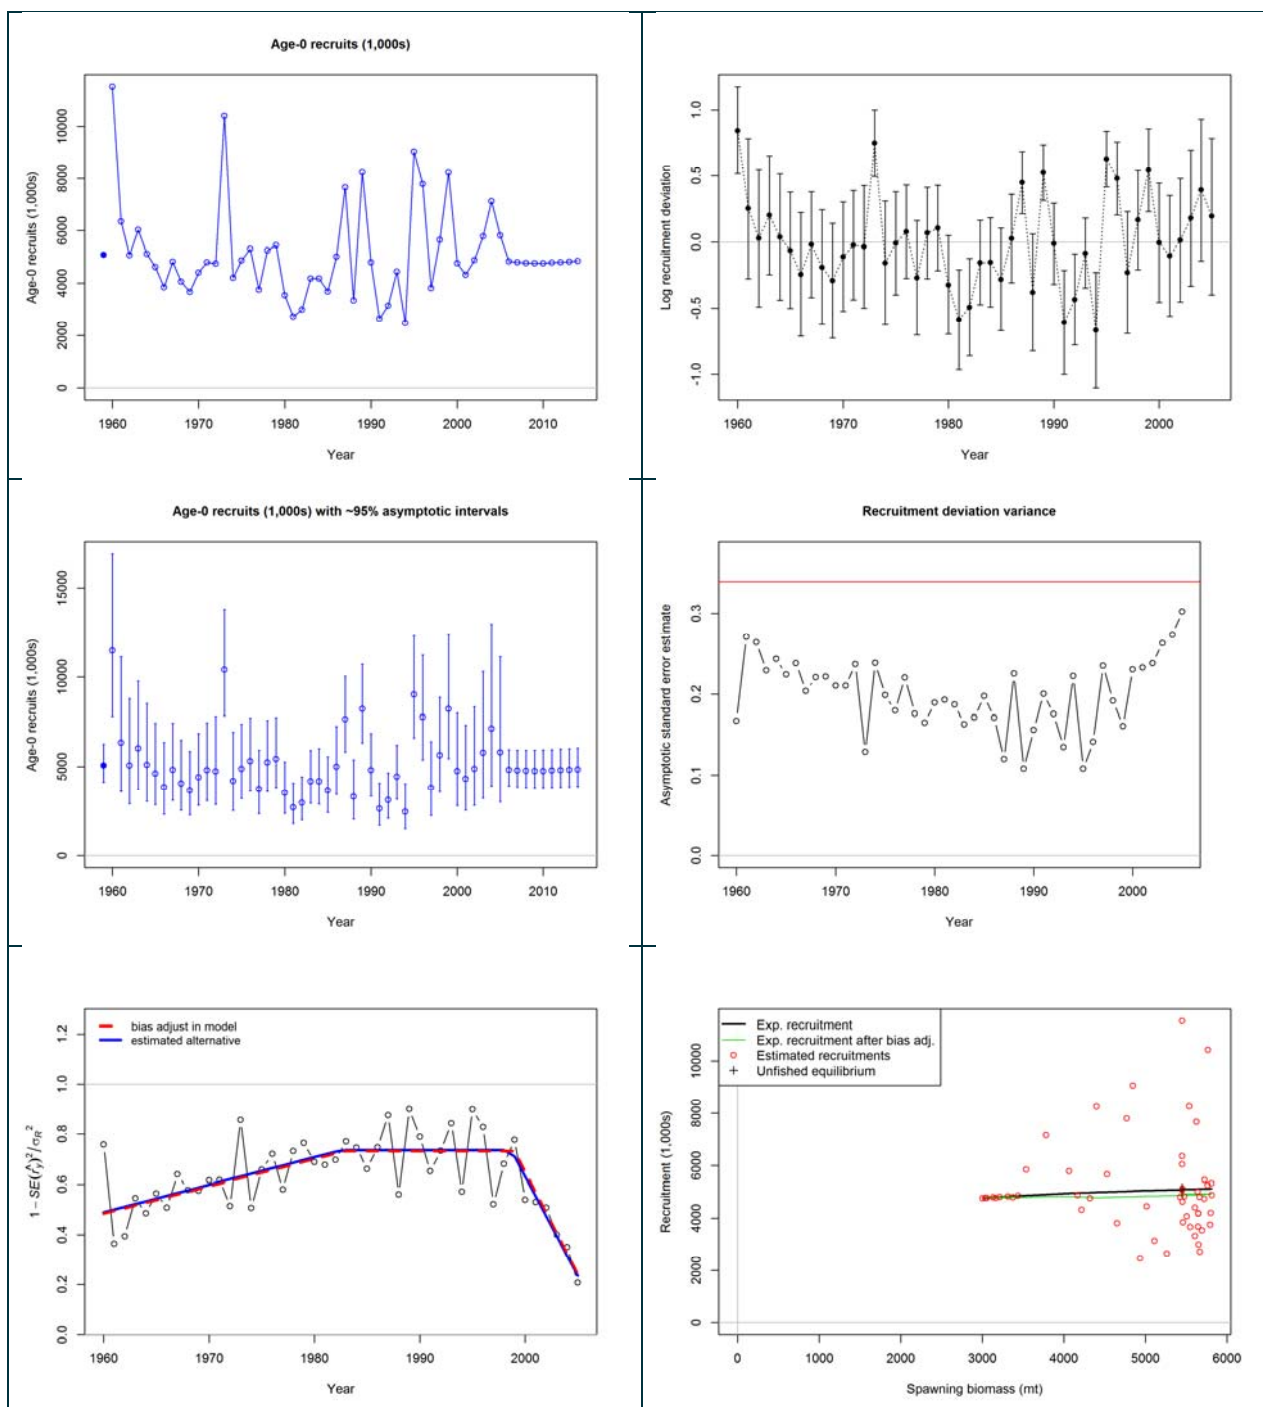 Age-0 recruits (1,000s)
Age-0 recruits (1,000s)
0 2000 4000 6000 8000 10000
1960 1970 1980 1990 2000 2010
Year
Log recruitment deviation
-1.0 -0.5 0.0 0.5 1.0
1960 1970 1980 1990 2000
Year
Age-0 recruits (1,000s) with ~95% asymptotic intervals
Age-0 recruits (1,000s)
0 5000 10000 15000
1960 1970 1980 1990 2000 2010
Year
Recruitment deviation variance
Asymptotic standard error estimate
0.0 0.1 0.2 0.3
1960 1970 1980 1990 2000
Year
bias adjust in model
estimated alternative
1 − SE(r̂y)² / σR²
0.0 0.2 0.4 0.6 0.8 1.0 1.2
1960 1970 1980 1990 2000
Year
Exp. recruitment
Exp. recruitment after bias adj.
Estimated recruitments
Unfished equilibrium
Recruitment (1,000s)
0 2000 4000 6000 8000 10000
0 1000 2000 3000 4000 5000 6000
Spawning biomass (mt)